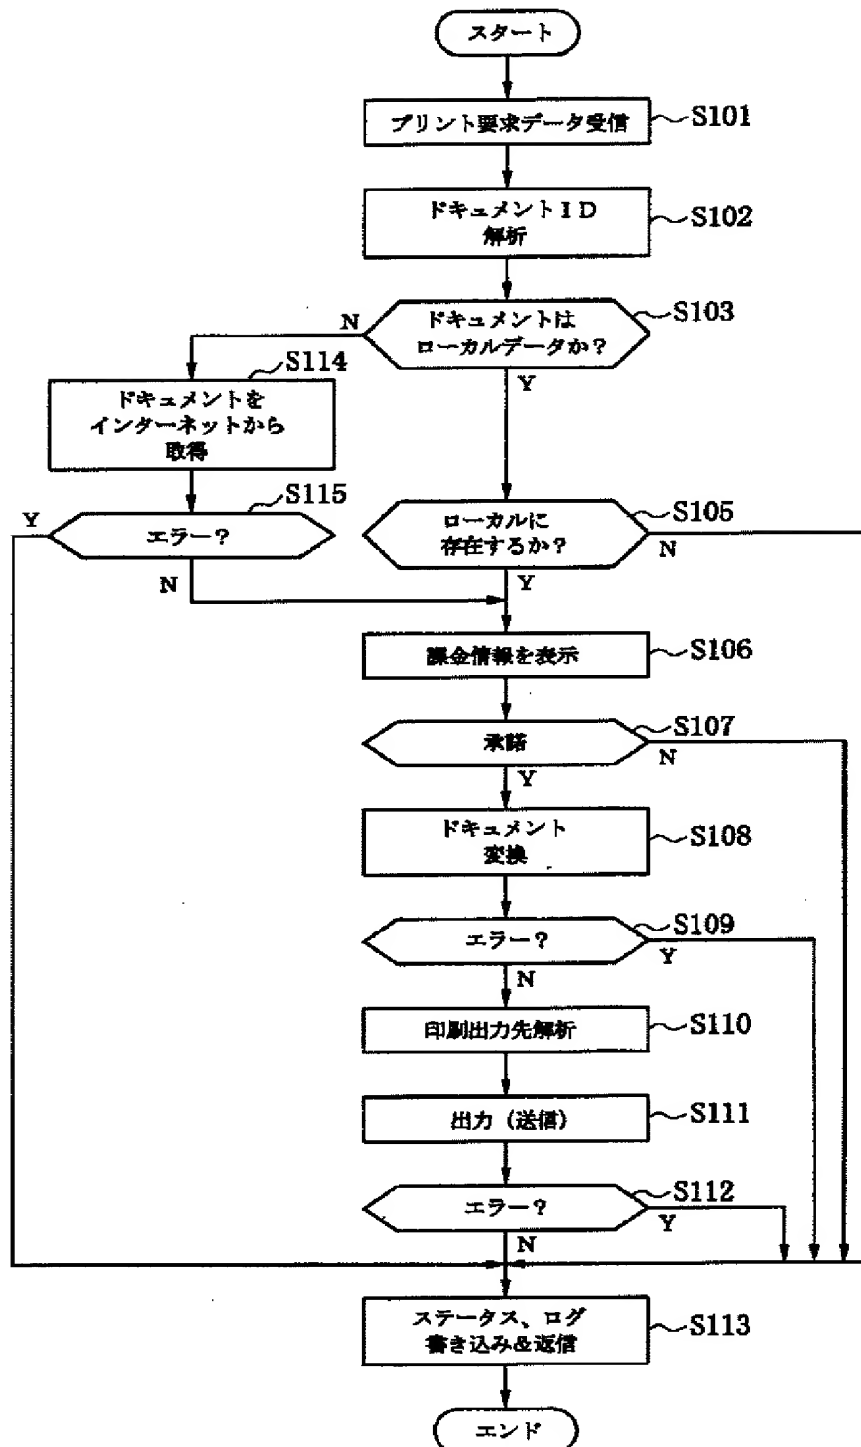 スタート
プリント要求データ受信
S101
ドキュメントＩＤ
解析
S102
ドキュメントは
ローカルデータか？
S103
N
Y
S114
ドキュメントを
インターネットから
取得
S115
エラー？
Y
N
ローカルに
存在するか？
S105
N
Y
課金情報を表示
S106
承諾
S107
N
Y
ドキュメント
変換
S108
エラー？
S109
Y
N
印刷出力先解析
S110
出力（送信）
S111
エラー？
S112
Y
N
ステータス、ログ
書き込み＆返信
S113
エンド